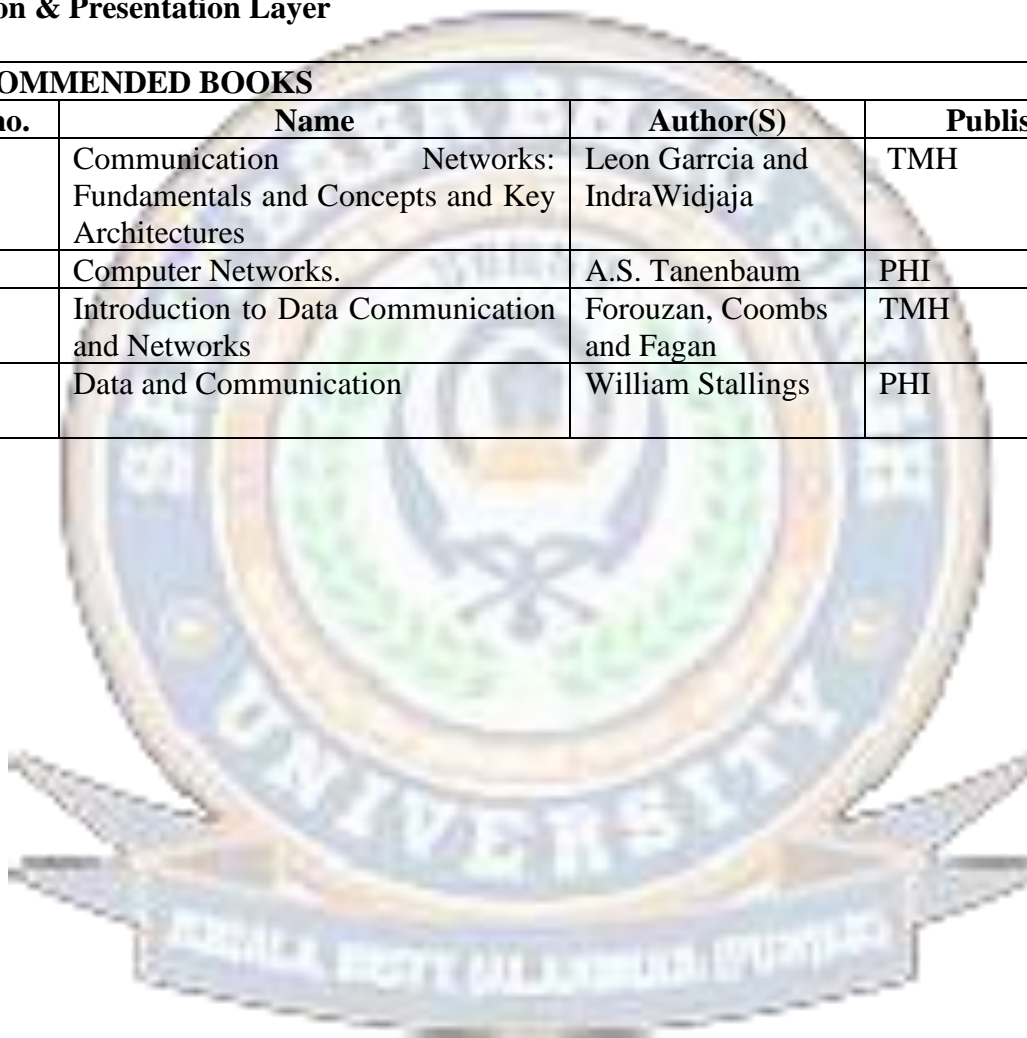 on & Presentation Layer
OMMENDED BOOKS
no. Name Author(S) Publis
Communication Networks: Leon Garrcia and TMH
Fundamentals and Concepts and Key IndraWidjaja
Architectures
Computer Networks. A.S. Tanenbaum PHI
Introduction to Data Communication Forouzan, Coombs TMH
and Networks and Fagan
Data and Communication William Stallings PHI
UNIVERSITY